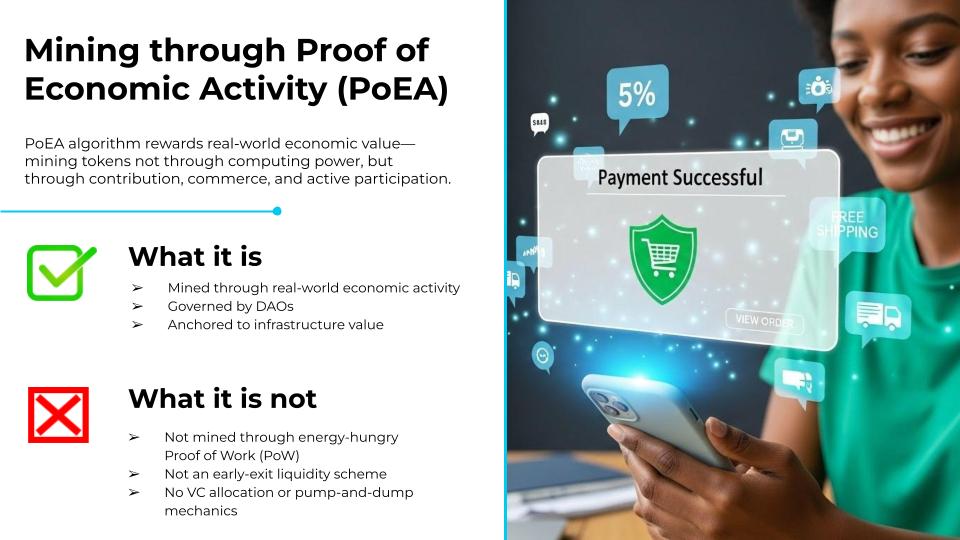 Mining through Proof of
Economic Activity (PoEA)
PoEA algorithm rewards real-world economic value—
mining tokens not through computing power, but
through contribution, commerce, and active participation.
What it is
➢ Mined through real-world economic activity
➢ Governed by DAOs
➢ Anchored to infrastructure value
What it is not
➢ Not mined through energy-hungry
Proof of Work (PoW)
➢ Not an early-exit liquidity scheme
➢ No VC allocation or pump-and-dump
mechanics
5%
Payment Successful
FREE
SHIPPING
VIEW ORDER